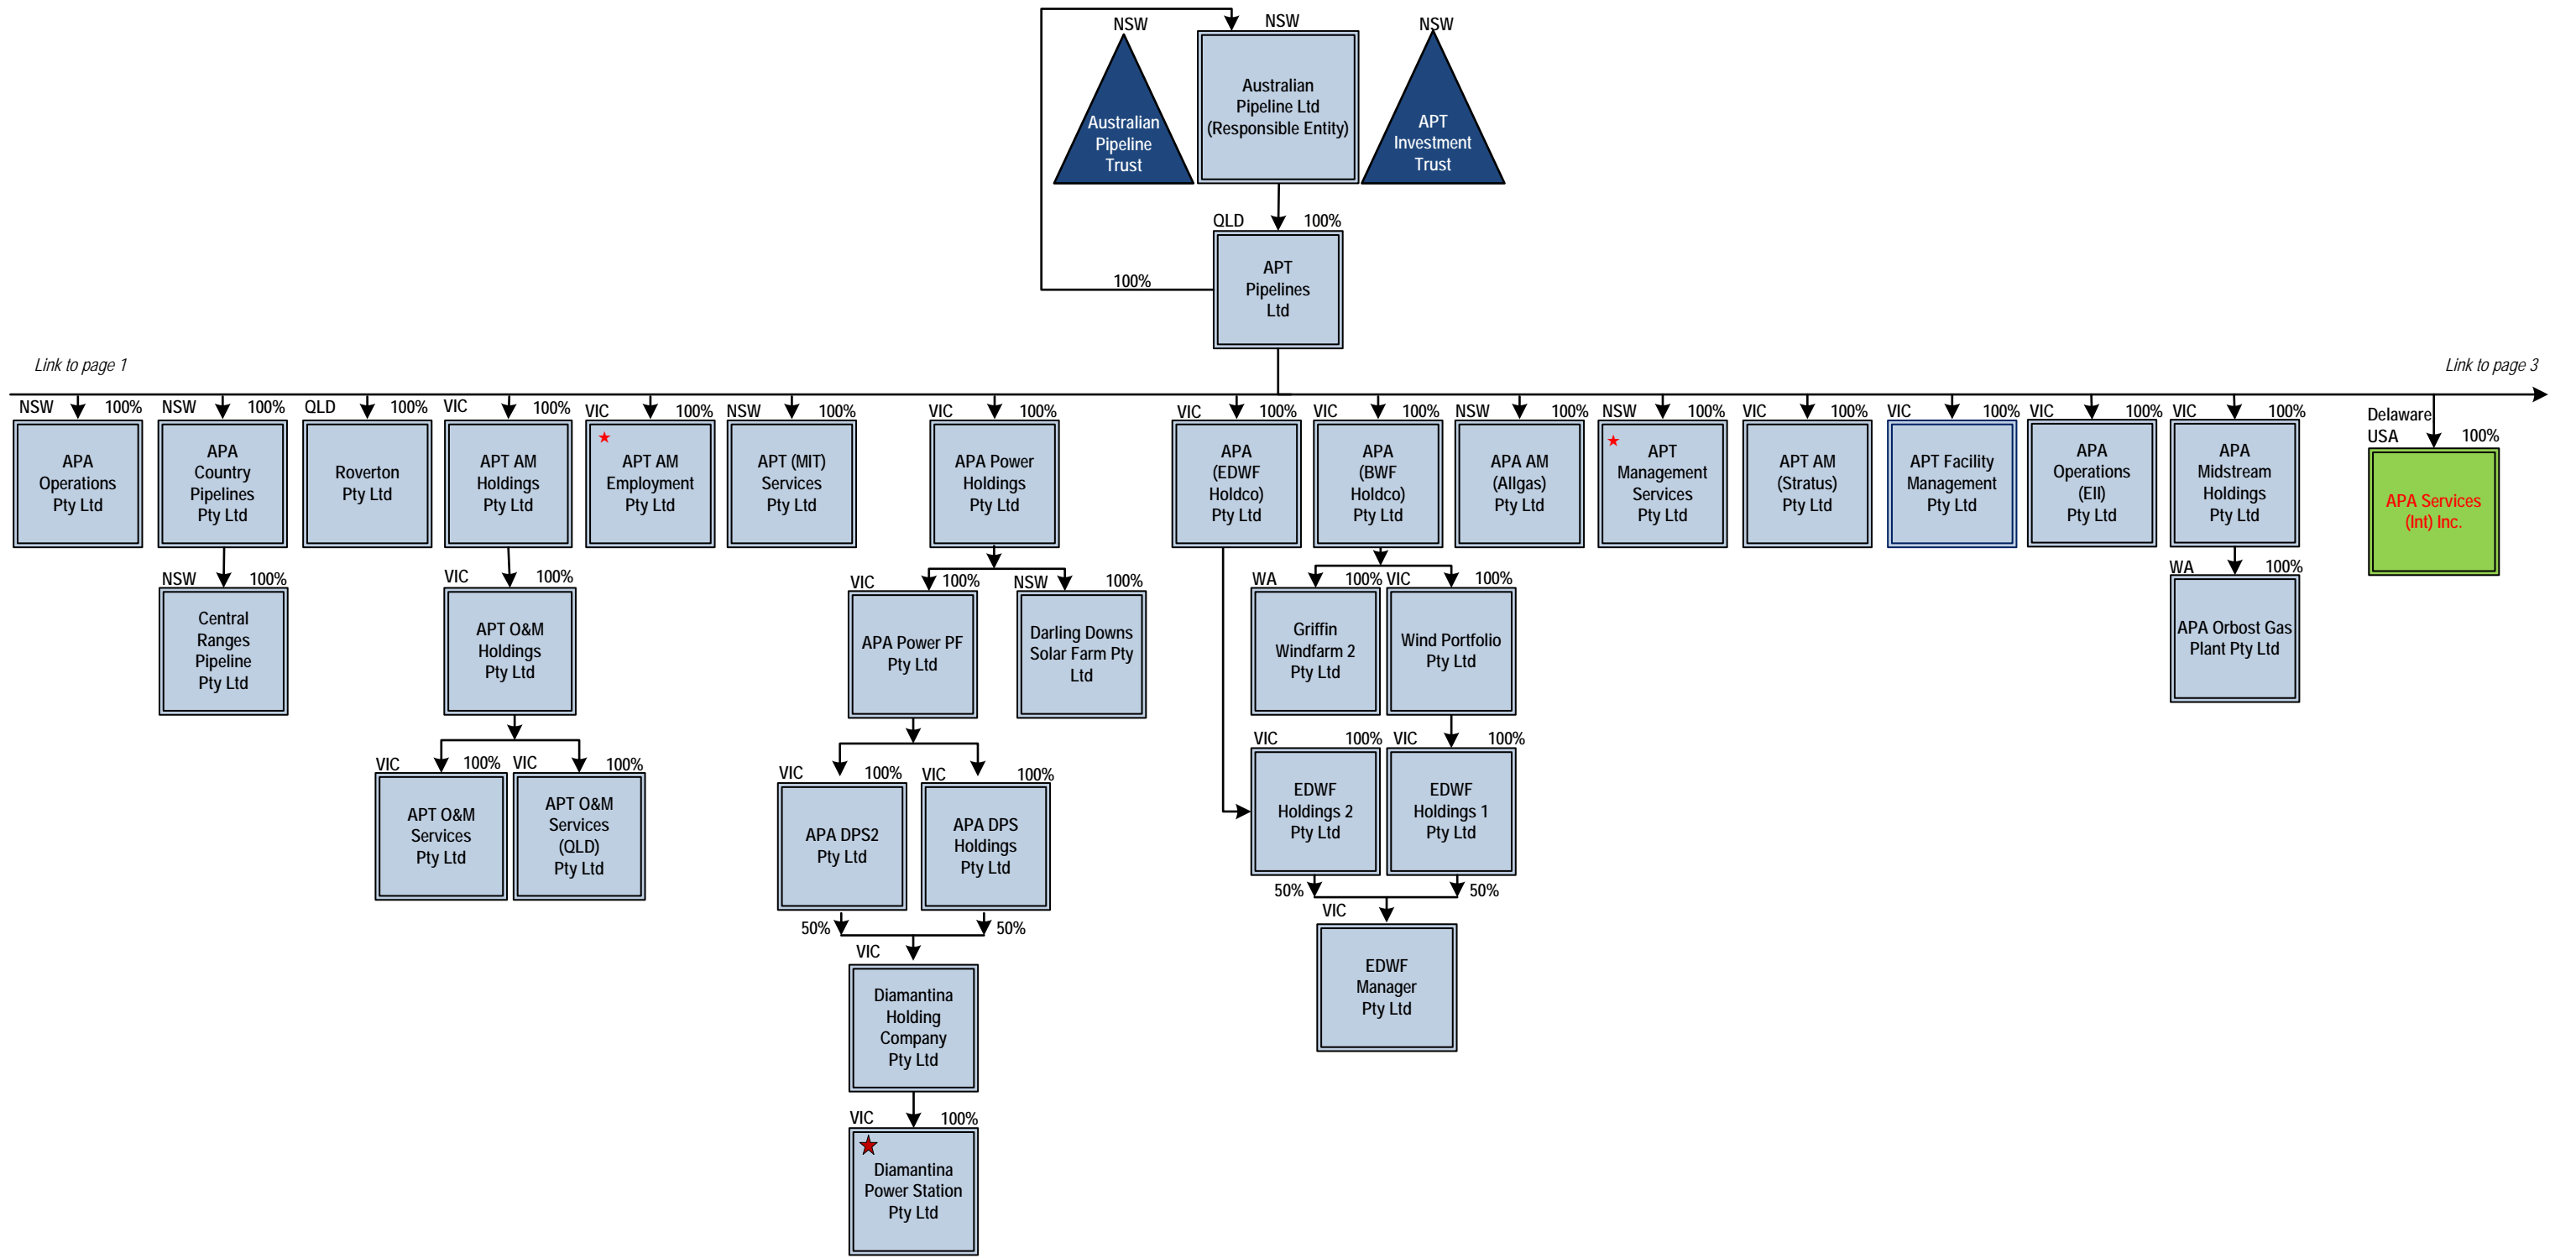 NSW
NSW
NSW
Australian
Pipeline
Trust
Australian
Pipeline Ltd
(Responsible Entity)
APT
Investment
Trust
QLD
100%
APT
Pipelines
Ltd
100%
Link to page 1
Link to page 3
NSW
100%
APA
Operations
Pty Ltd
NSW
100%
APA
Country
Pipelines
Pty Ltd
QLD
100%
Roverton
Pty Ltd
VIC
100%
APT AM
Holdings
Pty Ltd
VIC
100%
APT AM
Employment
Pty Ltd
NSW
100%
APT (MIT)
Services
Pty Ltd
VIC
100%
APA Power
Holdings
Pty Ltd
VIC
100%
APA
(EDWF
Holdco)
Pty Ltd
VIC
100%
APA
(BWF
Holdco)
Pty Ltd
NSW
100%
APA AM
(Allgas)
Pty Ltd
NSW
100%
APT
Management
Services
Pty Ltd
VIC
100%
APT AM
(Stratus)
Pty Ltd
VIC
100%
APT Facility
Management
Pty Ltd
VIC
100%
APA
Operations
(EII)
Pty Ltd
VIC
100%
APA
Midstream
Holdings
Pty Ltd
Delaware
USA
100%
APA Services
(Int) Inc.
NSW
100%
Central
Ranges
Pipeline
Pty Ltd
VIC
100%
APT O&M
Holdings
Pty Ltd
VIC
100%
APA Power PF
Pty Ltd
NSW
100%
Darling Downs
Solar Farm Pty
Ltd
WA
100%
Griffin
Windfarm 2
Pty Ltd
VIC
100%
Wind Portfolio
Pty Ltd
WA
100%
APA Orbost Gas
Plant Pty Ltd
VIC
100%
APT O&M
Services
Pty Ltd
VIC
100%
APT O&M
Services
(QLD)
Pty Ltd
VIC
100%
APA DPS2
Pty Ltd
VIC
100%
APA DPS
Holdings
Pty Ltd
VIC
100%
EDWF
Holdings 2
Pty Ltd
VIC
100%
EDWF
Holdings 1
Pty Ltd
50%
50%
VIC
Diamantina
Holding
Company
Pty Ltd
50%
50%
VIC
EDWF
Manager
Pty Ltd
VIC
100%
Diamantina
Power Station
Pty Ltd